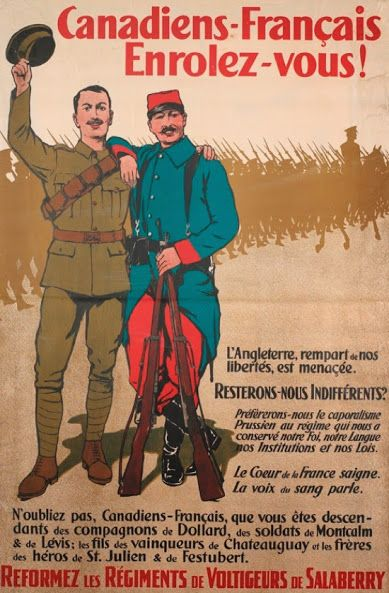 Canadiens-Français
Enrolez-vous!
L'Angleterre, rempart de nos
libertés, est menacée.
RESTERONS-NOUS INDIFFÉRENTS?
Préfèrerons-nous le caporalisme
Prussien au régime qui nous a
conservé notre Foi, notre Langue
nos Institutions et nos Lois.
Le Coeur de la France saigne.
La voix du sang parle.
N'oubliez pas, Canadiens-Français, que vous êtes descen-
dants des compagnons de Dollard, des soldats de Montcalm
& de Lévis; les fils des vainqueurs de Chateauguay et les frères
des héros de St. Julien & de Festubert.
REFORMEZ LES RÉGIMENTS DE VOLTIGEURS DE SALABERRY